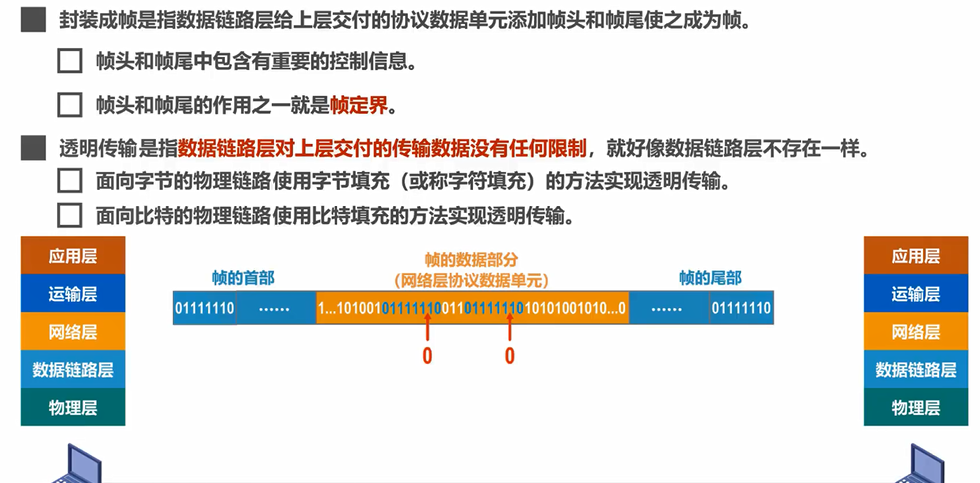 封装成帧是指数据链路层给上层交付的协议数据单元添加帧头和帧尾使之成为帧。
帧头和帧尾中包含有重要的控制信息。
帧头和帧尾的作用之一就是帧定界。
透明传输是指数据链路层对上层交付的传输数据没有任何限制，就好像数据链路层不存在一样。
面向字节的物理链路使用字节填充（或称字符填充）的方法实现透明传输。
面向比特的物理链路使用比特填充的方法实现透明传输。
应用层
运输层
网络层
数据链路层
物理层
帧的首部
帧的数据部分
（网络层协议数据单元）
帧的尾部
01111110 …… 1...101001011111100110111111010101001010...0 …… 01111110
0 0
应用层
运输层
网络层
数据链路层
物理层